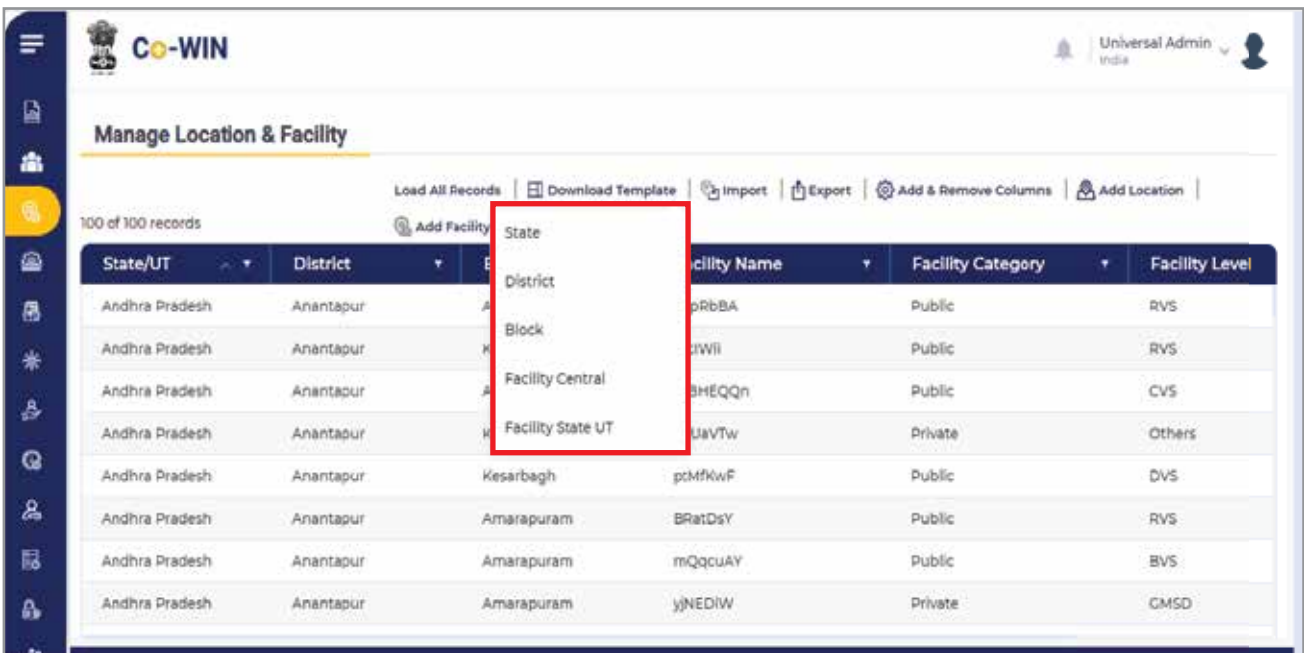 Co-WIN
Universal Admin
India
Manage Location & Facility
Load All Records Download Template Import Export Add & Remove Columns Add Location
100 of 100 records Add Facility
State
District
Block
Facility Central
Facility State UT
State/UT District cility Name Facility Category Facility Level
Andhra Pradesh Anantapur pRbBA Public RVS
Andhra Pradesh Anantapur Public RVS
Andhra Pradesh Anantapur BHEQQn Public CVS
Andhra Pradesh Anantapur UaVTw Private Others
Andhra Pradesh Anantapur Kesarbagh pcMfKwF Public DVS
Andhra Pradesh Anantapur Amarapuram BRatDsY Public RVS
Andhra Pradesh Anantapur Amarapuram mQqcuAY Public BVS
Andhra Pradesh Anantapur Amarapuram yjNEDiW Private GMSD